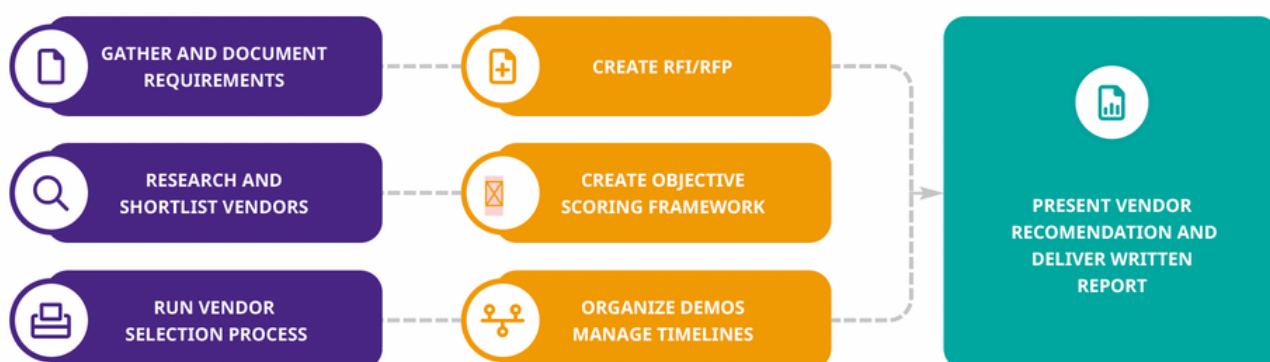 GATHER AND DOCUMENT
REQUIREMENTS
CREATE RFI/RFP
RESEARCH AND
SHORTLIST VENDORS
CREATE OBJECTIVE
SCORING FRAMEWORK
RUN VENDOR
SELECTION PROCESS
ORGANIZE DEMOS
MANAGE TIMELINES
PRESENT VENDOR
RECOMENDATION AND
DELIVER WRITTEN
REPORT